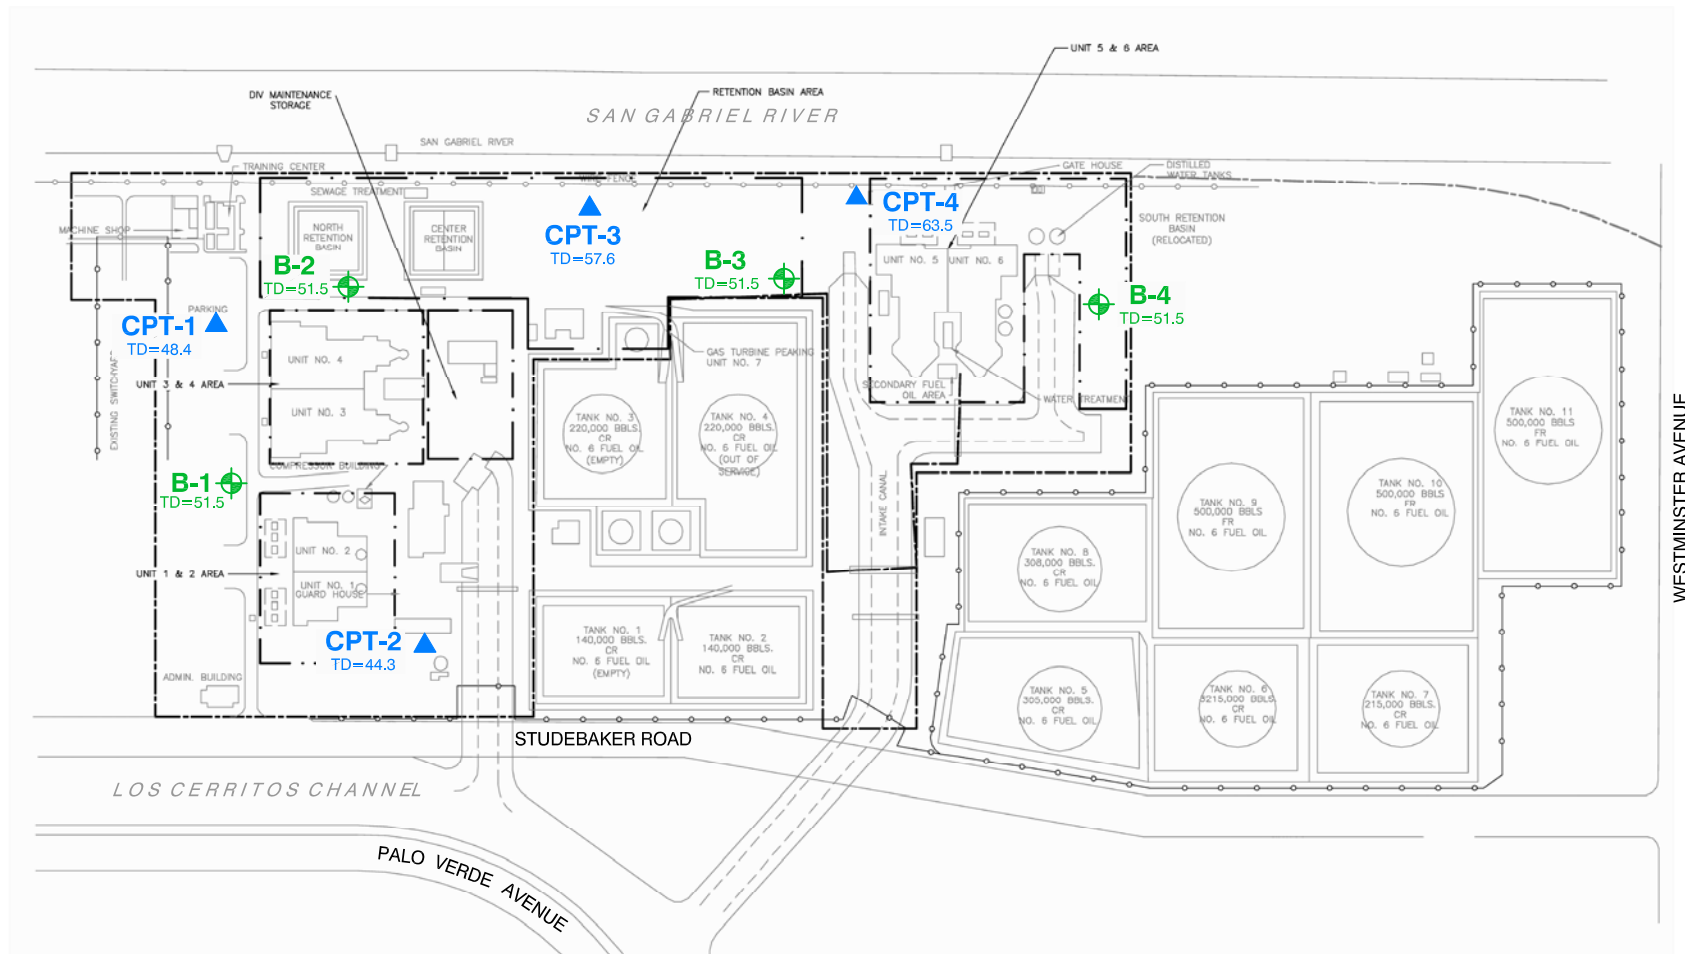 UNIT 5 & 6 AREA
DIV MAINTENANCE
STORAGE
RETENTION BASIN AREA
SAN GABRIEL RIVER
SAN GABRIEL RIVER
TRAINING CENTER
GATE HOUSE
DISTILLED
WATER TANKS
SEWAGE TREATMENT
WIRE FENCE
MACHINE SHOP
NORTH
RETENTION
BASIN
CENTER
RETENTION
BASIN
CPT-3
TD=57.6
CPT-4
TD=63.5
SOUTH RETENTION
BASIN
(RELOCATED)
B-2
TD=51.5
B-3
TD=51.5
UNIT NO. 5
UNIT NO. 6
B-4
TD=51.5
PARKING
CPT-1
TD=48.4
UNIT NO. 4
GAS TURBINE PEAKING
UNIT NO. 7
EXISTING SWITCHYARD
UNIT 3 & 4 AREA
UNIT NO. 3
SECONDARY FUEL
OIL AREA
WATER TREATMENT
TANK NO. 3
220,000 BBLS.
CR
NO. 6 FUEL OIL
(EMPTY)
TANK NO. 4
220,000 BBLS.
CR
NO. 6 FUEL OIL
(OUT OF
SERVICE)
TANK NO. 11
500,000 BBLS
FR
NO. 6 FUEL OIL
WESTMINSTER AVENUE
COMPRESSION BUILDING
B-1
TD=51.5
INTAKE CANAL
TANK NO. 9
500,000 BBLS
FR
NO. 6 FUEL OIL
TANK NO. 10
500,000 BBLS
FR
NO. 6 FUEL OIL
UNIT NO. 2
UNIT 1 & 2 AREA
UNIT NO. 1
GUARD HOUSE
TANK NO. 8
308,000 BBLS.
CR
NO. 6 FUEL OIL
CPT-2
TD=44.3
TANK NO. 1
140,000 BBLS.
CR
NO. 6 FUEL OIL
(EMPTY)
TANK NO. 2
140,000 BBLS.
CR
NO. 6 FUEL OIL
ADMIN. BUILDING
TANK NO. 5
305,000 BBLS.
CR
NO. 6 FUEL OIL
TANK NO. 6
3215,000 BBLS.
CR
NO. 6 FUEL OIL
TANK NO. 7
215,000 BBLS.
CR
NO. 6 FUEL OIL
STUDEBAKER ROAD
LOS CERRITOS CHANNEL
PALO VERDE AVENUE